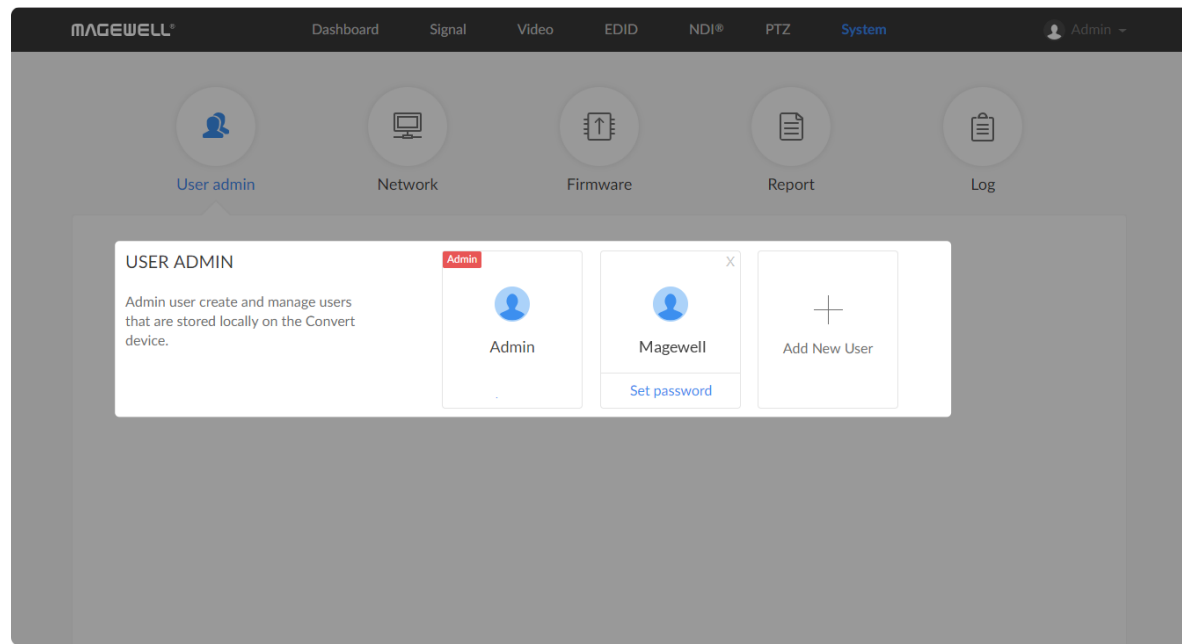 MAGEWELL®
Dashboard Signal Video EDID NDI® PTZ System Admin
User admin Network Firmware Report Log
USER ADMIN
Admin user create and manage users
that are stored locally on the Convert
device.
Admin
Admin
X
Magewell
Set password
Add New User